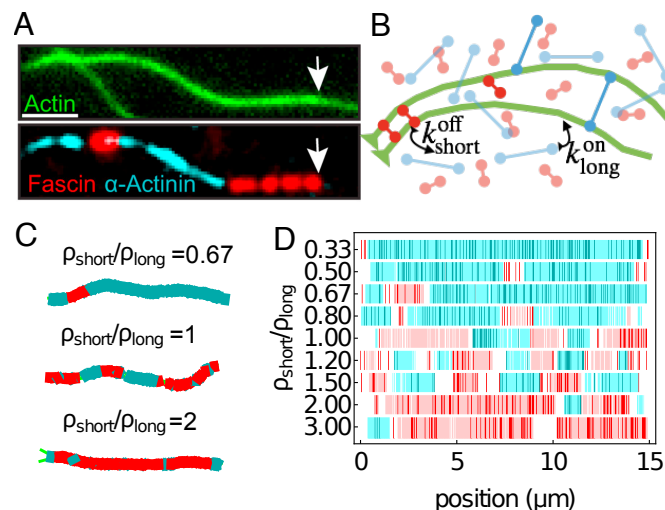 A
Actin
Fascin α-Actinin
B
k off short
k on long
C
ρshort/ρlong =0.67
ρshort/ρlong =1
ρshort/ρlong =2
D
ρshort/ρlong
0.33
0.50
0.67
0.80
1.00
1.20
1.50
2.00
3.00
0 5 10 15
position (μm)